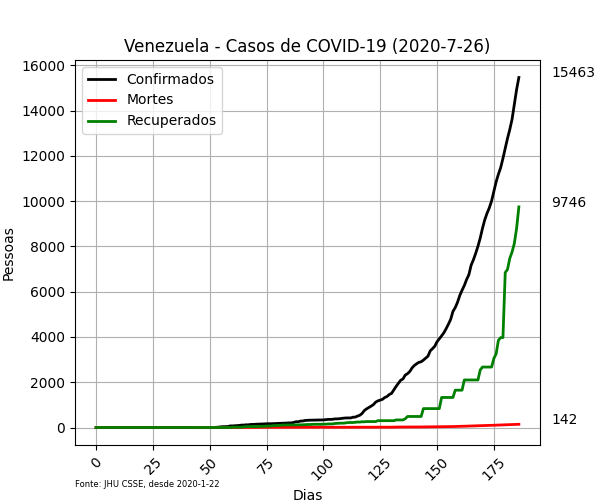 Venezuela - Casos de COVID-19 (2020-7-26)
16000
14000
12000
10000
8000
6000
4000
2000
0
Pessoas
Confirmados
Mortes
Recuperados
15463
9746
142
0
25
50
75
100
125
150
175
Fonte: JHU CSSE, desde 2020-1-22
Dias